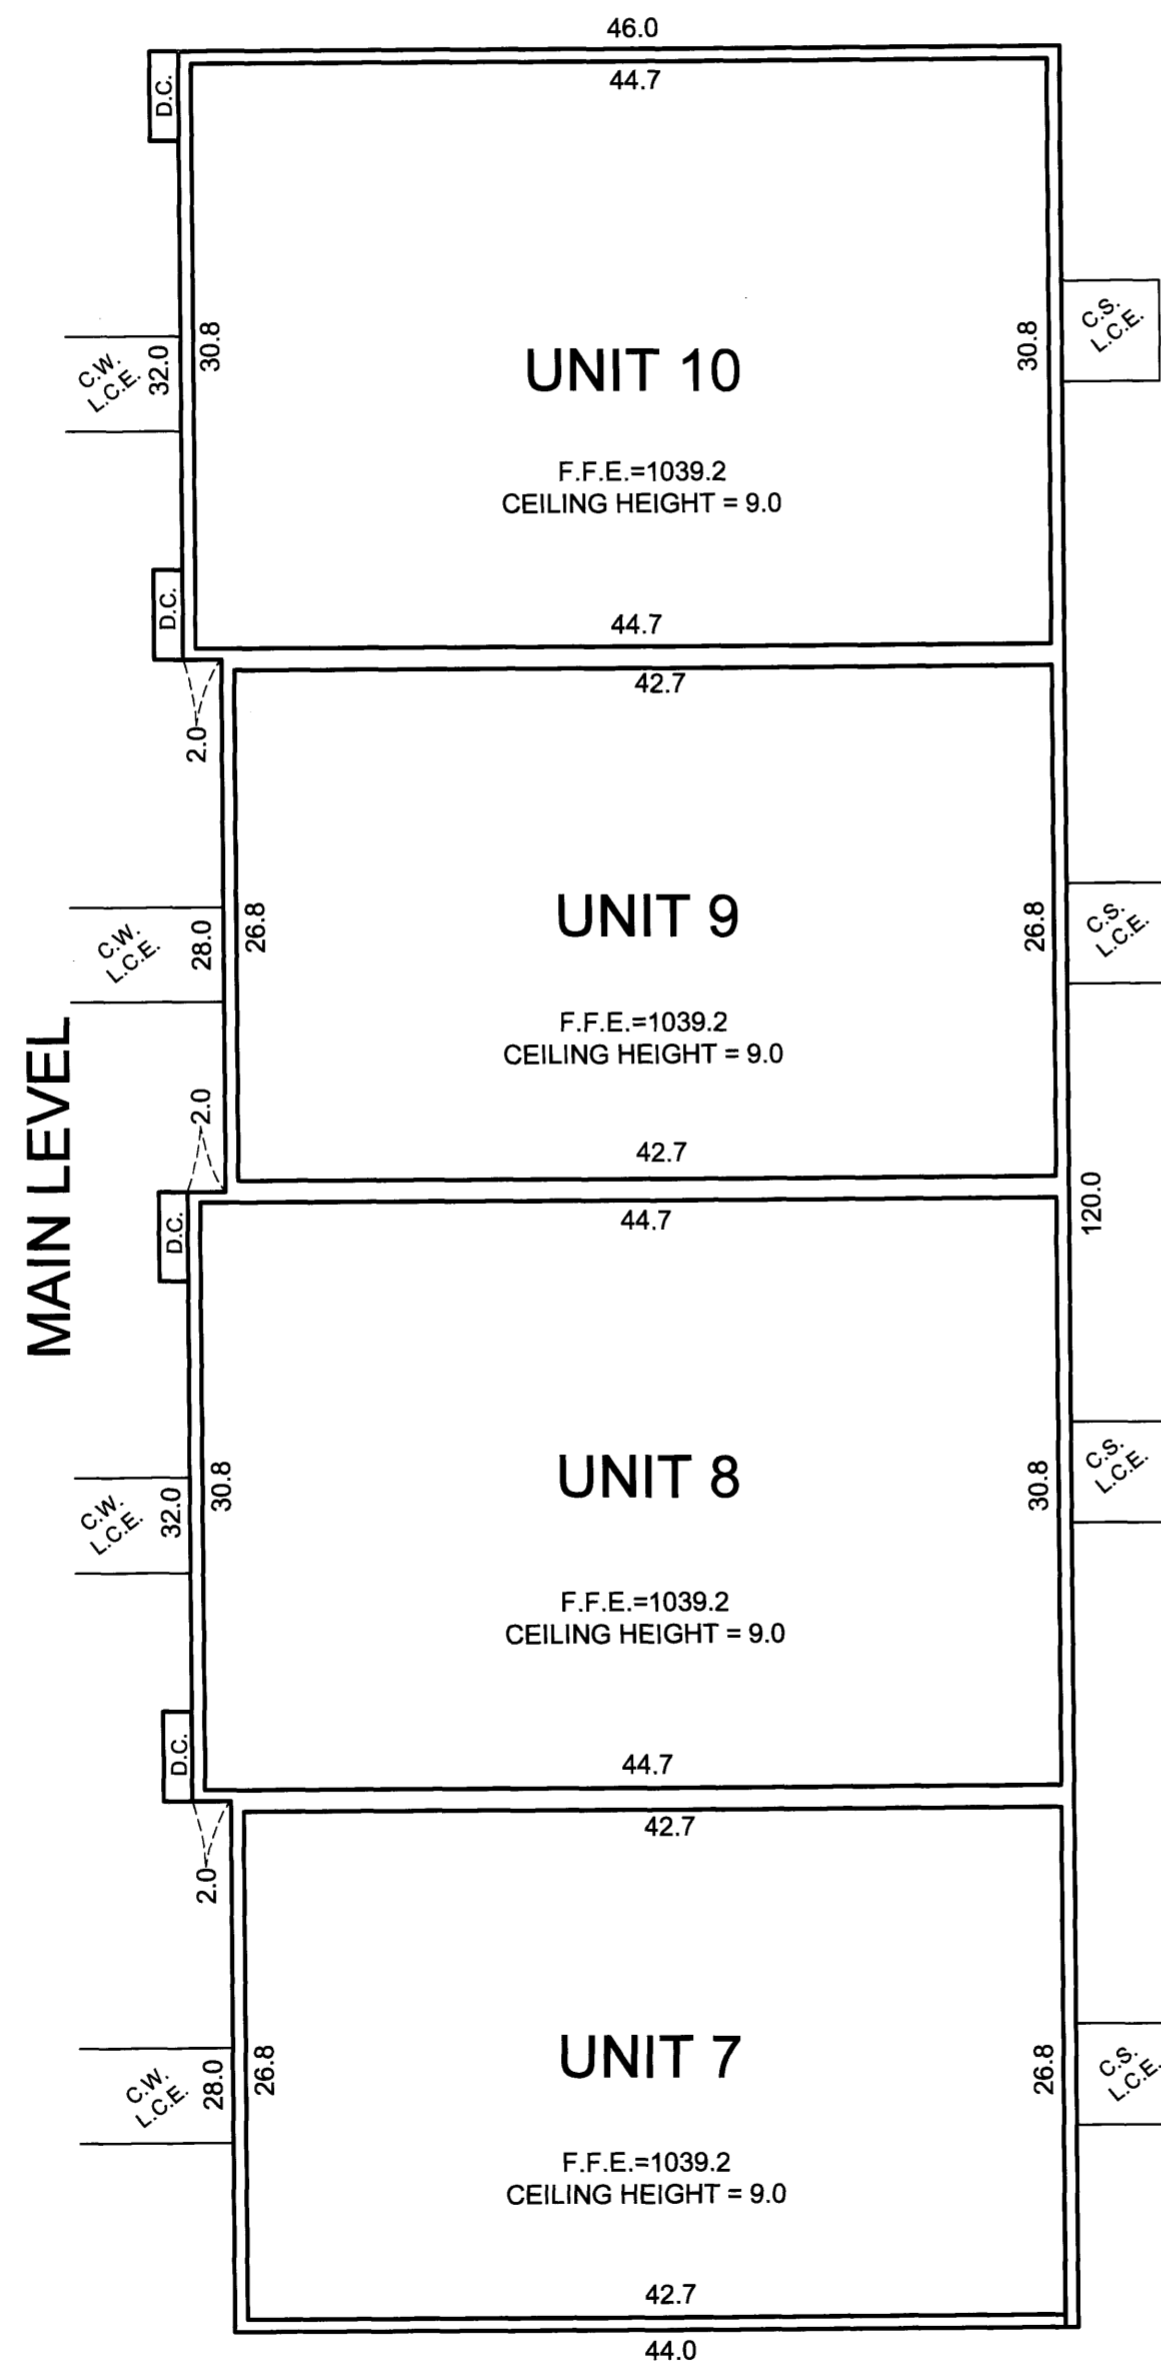 46.0
44.7
D.C.
30.8
32.0
C.W.
L.C.E.
UNIT 10
30.8
C.S.
L.C.E.
F.F.E.=1039.2
CEILING HEIGHT = 9.0
D.C.
44.7
42.7
2.0
UNIT 9
26.8
28.0
C.W.
L.C.E.
26.8
C.S.
L.C.E.
F.F.E.=1039.2
CEILING HEIGHT = 9.0
MAIN LEVEL
2.0
42.7
120.0
D.C.
44.7
UNIT 8
30.8
32.0
C.W.
L.C.E.
30.8
C.S.
L.C.E.
F.F.E.=1039.2
CEILING HEIGHT = 9.0
D.C.
44.7
42.7
2.0
UNIT 7
26.8
28.0
C.W.
L.C.E.
26.8
C.S.
L.C.E.
F.F.E.=1039.2
CEILING HEIGHT = 9.0
42.7
44.0